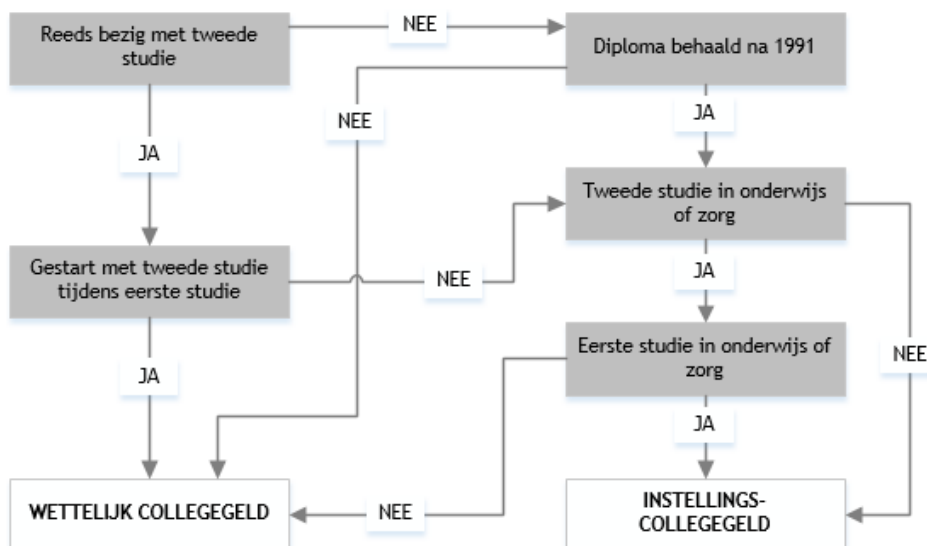 Reeds bezig met tweede
studie
NEE
Diploma behaald na 1991
NEE
JA
JA
Tweede studie in onderwijs
of zorg
Gestart met tweede studie
tijdens eerste studie
NEE
JA
Eerste studie in onderwijs of
zorg
NEE
JA
JA
WETTELIJK COLLEGEGELD
NEE
INSTELLINGS-
COLLEGEGELD